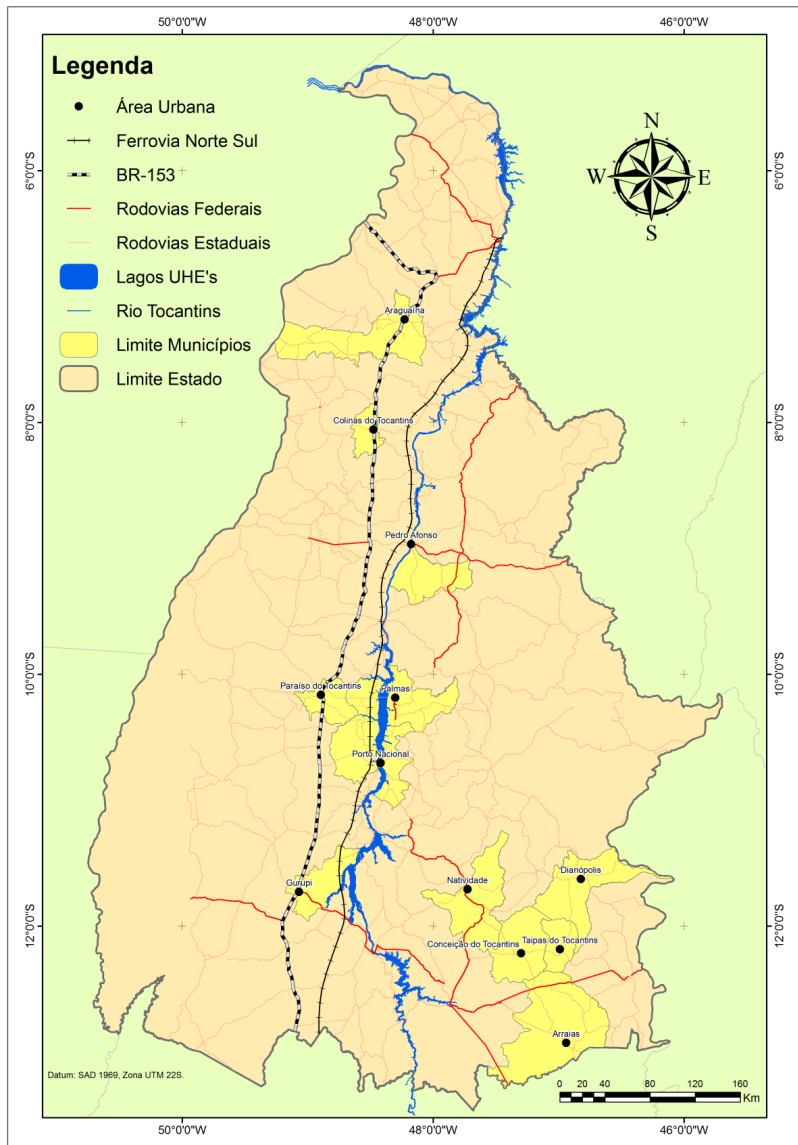 50°0'0"W
48°0'0"W
46°0'0"W
Legenda
Área Urbana
Ferrovia Norte Sul
BR-153
Rodovias Federais
Rodovias Estaduais
Lagos UHE's
Rio Tocantins
Limite Municípios
Limite Estado
N
W
E
S
6°0'0"S
6°0'0"S
Araguaína
8°0'0"S
8°0'0"S
Colinas do Tocantins
Pedro Afonso
10°0'0"S
10°0'0"S
Paraíso do Tocantins
Palmas
Porto Nacional
Gurupi
Natividade
Dianópolis
12°0'0"S
12°0'0"S
Conceição do Tocantins
Taipas do Tocantins
Arraias
Datum: SAD 1969, Zona UTM 22S.
0 20 40 80 120 160
Km
50°0'0"W
48°0'0"W
46°0'0"W